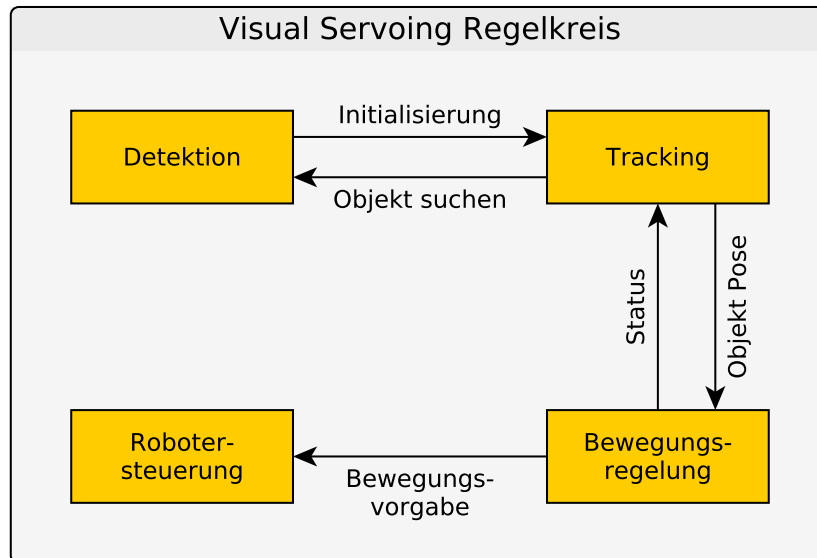 Visual Servoing Regelkreis
Initialisierung
Detektion
Tracking
Objekt suchen
Status
Objekt Pose
Roboter-
steuerung
Bewegungs-
regelung
Bewegungs-
vorgabe